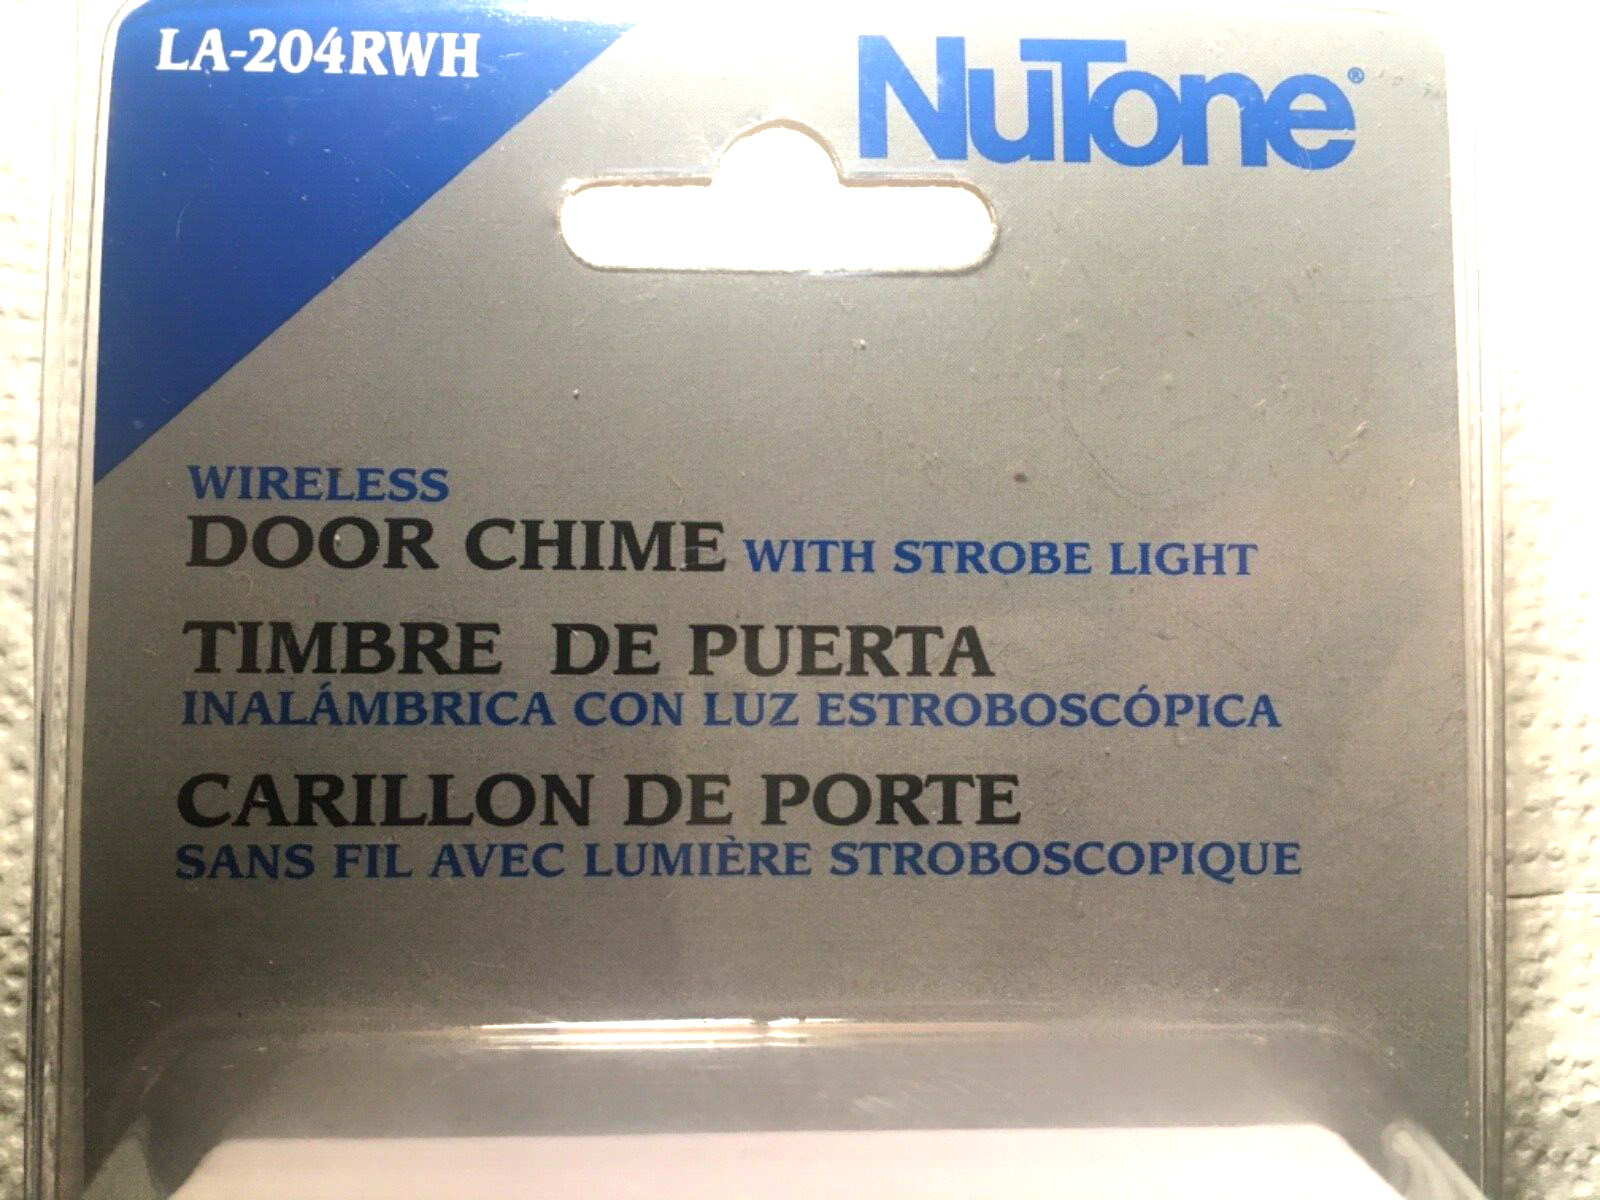 LA-204RWH
NuTone®
WIRELESS
DOOR CHIME WITH STROBE LIGHT
TIMBRE DE PUERTA
INALÁMBRICA CON LUZ ESTROBOSCÓPICA
CARILLON DE PORTE
SANS FIL AVEC LUMIÈRE STROBOSCOPIQUE